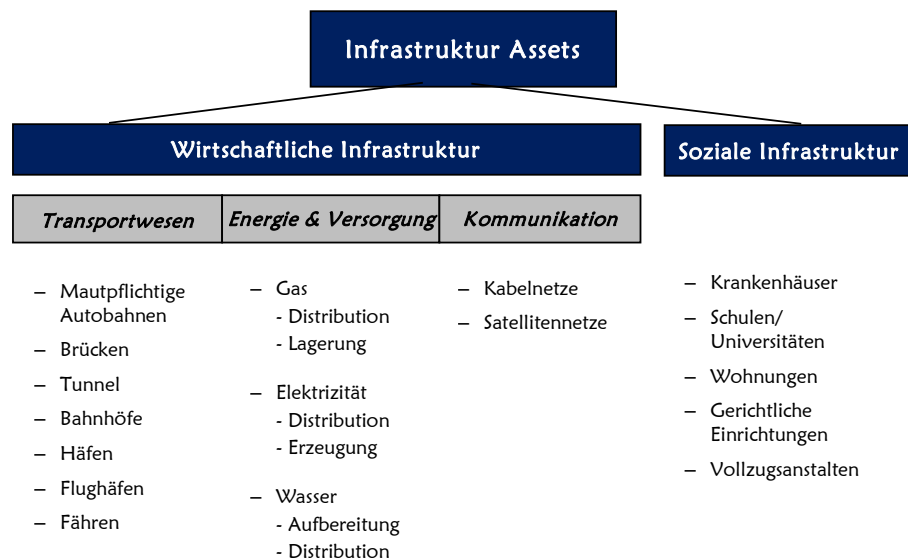 Infrastruktur Assets
Wirtschaftliche Infrastruktur
Soziale Infrastruktur
Transportwesen
Energie & Versorgung
Kommunikation
– Mautpflichtige
Autobahnen
– Brücken
– Tunnel
– Bahnhöfe
– Häfen
– Flughäfen
– Fähren
– Gas
- Distribution
- Lagerung
– Elektrizität
- Distribution
- Erzeugung
– Wasser
- Aufbereitung
- Distribution
– Kabelnetze
– Satellitennetze
– Krankenhäuser
– Schulen/
Universitäten
– Wohnungen
– Gerichtliche
Einrichtungen
– Vollzugsanstalten